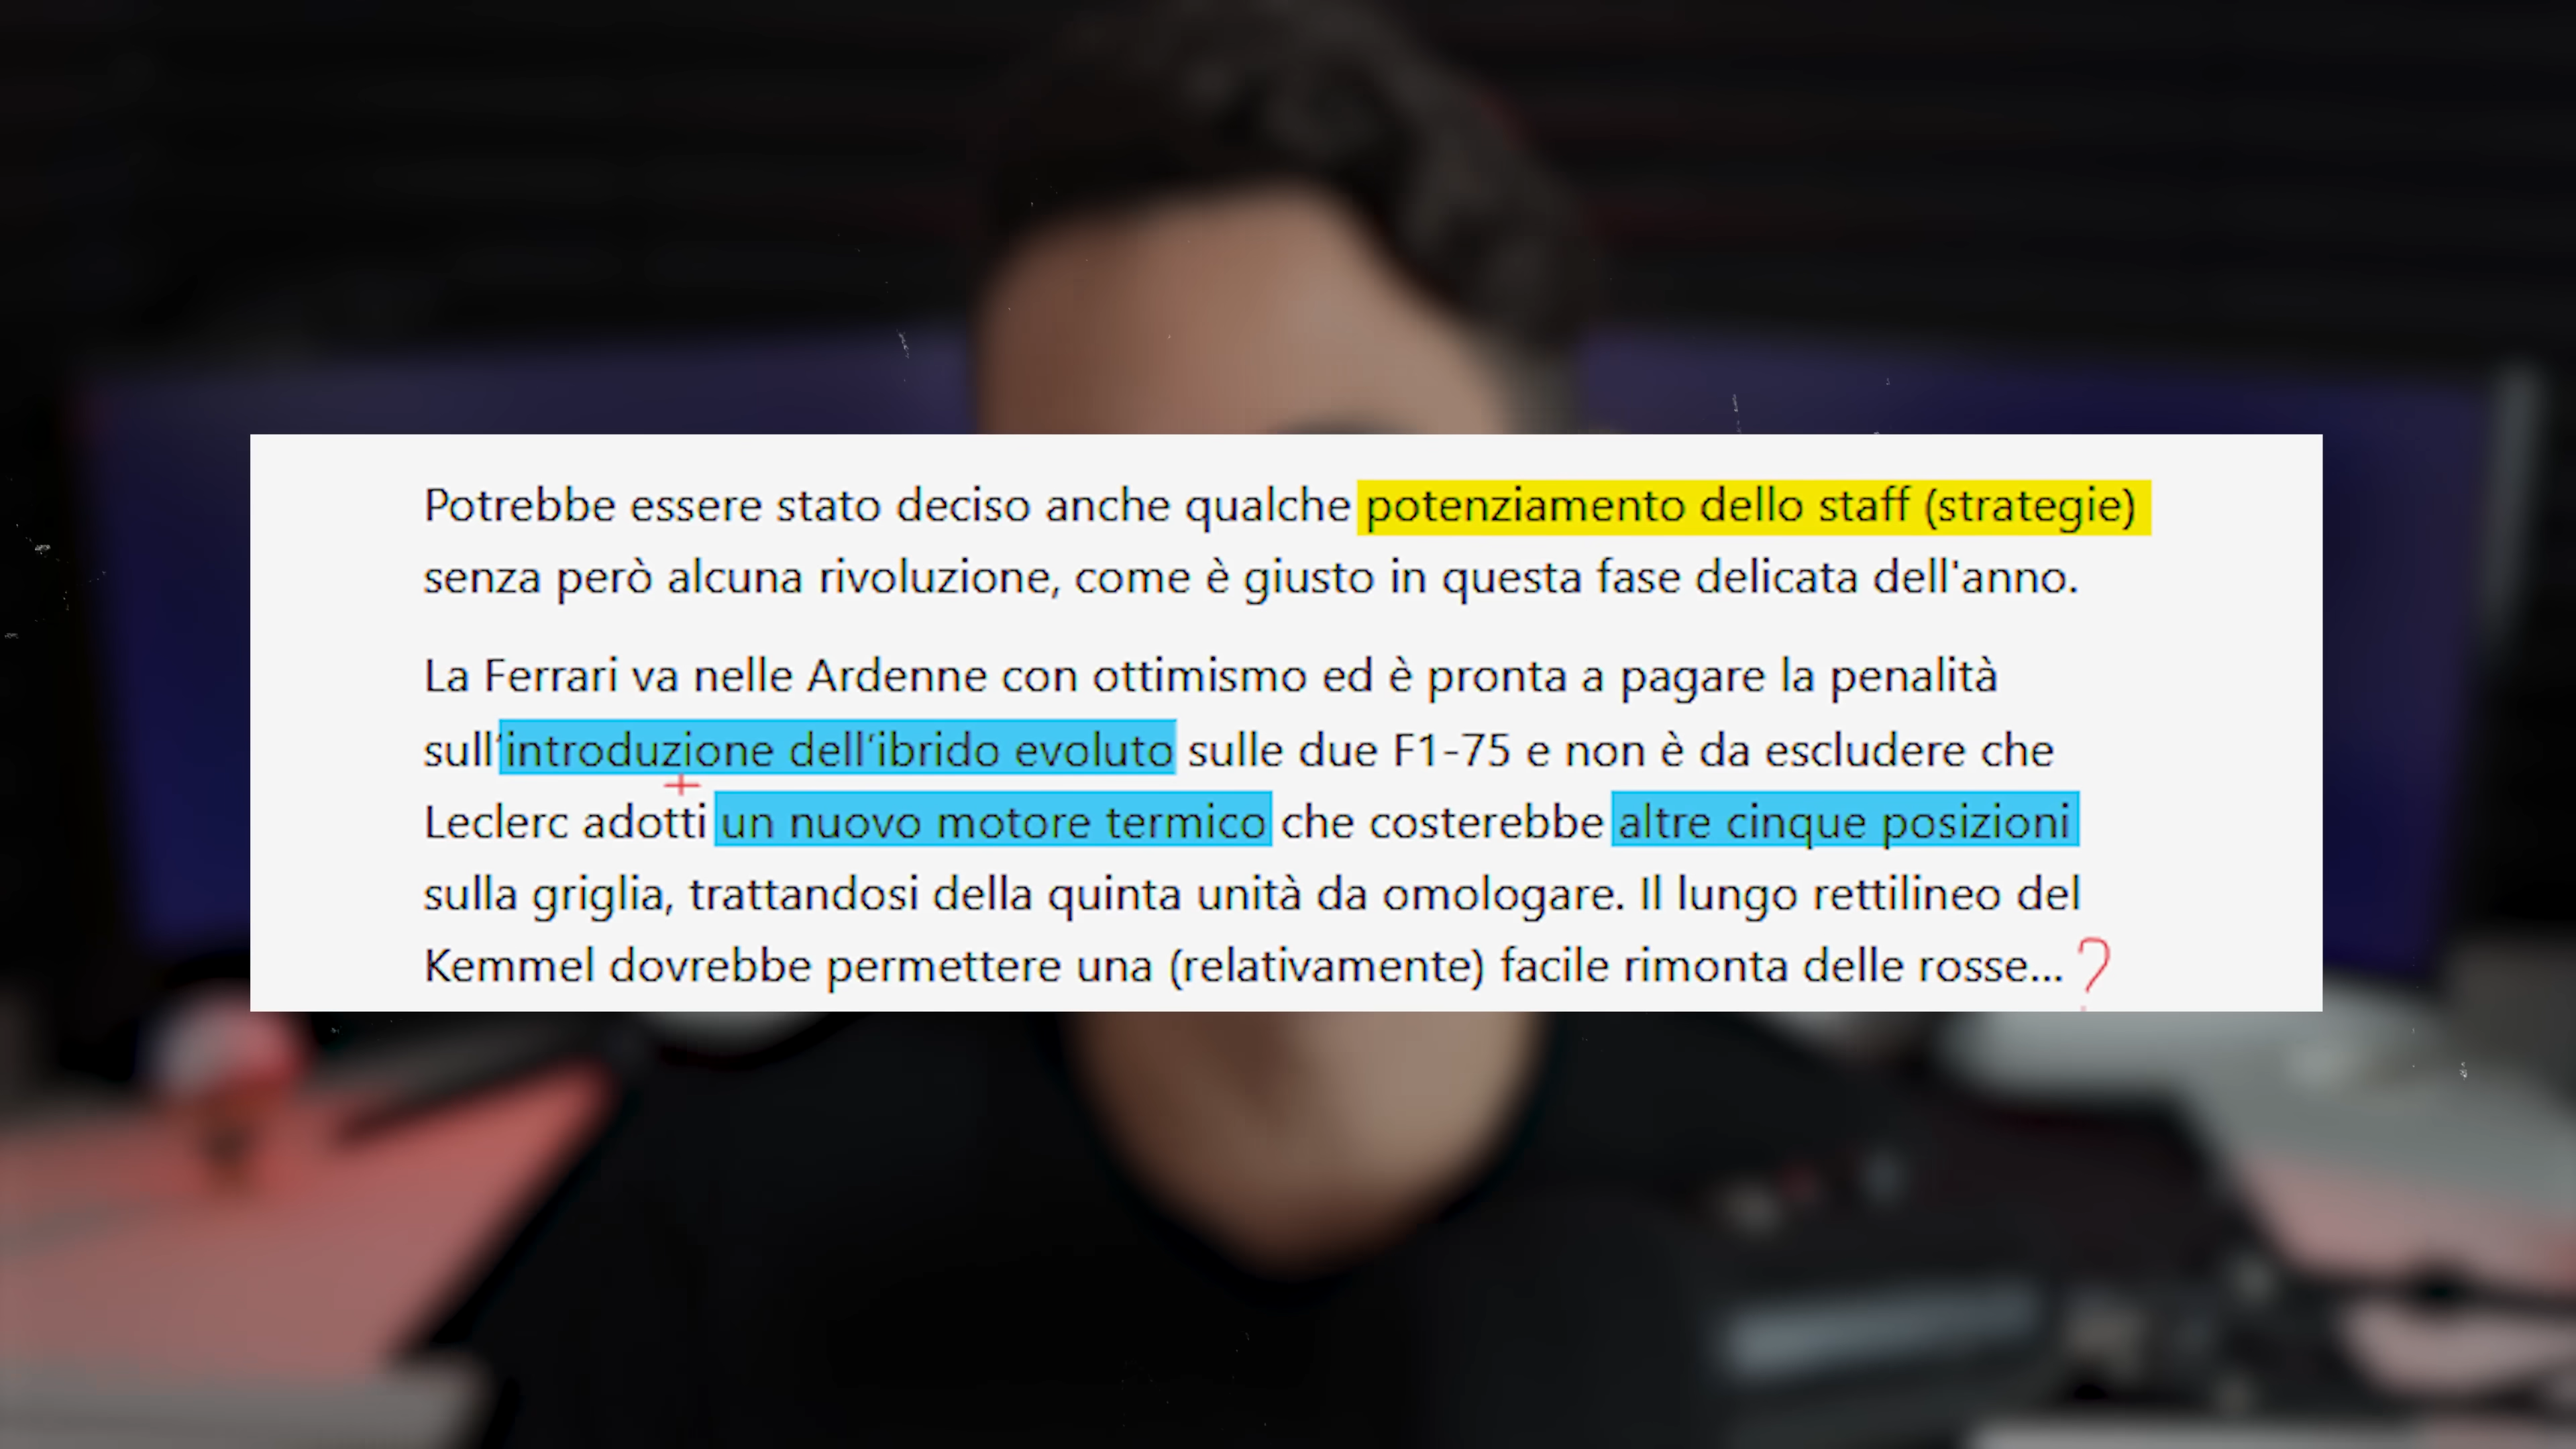 Potrebbe essere stato deciso anche qualche potenziamento dello staff (strategie)
senza però alcuna rivoluzione, come è giusto in questa fase delicata dell'anno.
La Ferrari va nelle Ardenne con ottimismo ed è pronta a pagare la penalità
sull'introduzione dell'ibrido evoluto sulle due F1-75 e non è da escludere che
+
Leclerc adotti un nuovo motore termico che costerebbe altre cinque posizioni
sulla griglia, trattandosi della quinta unità da omologare. Il lungo rettilineo del
Kemmel dovrebbe permettere una (relativamente) facile rimonta delle rosse... ?